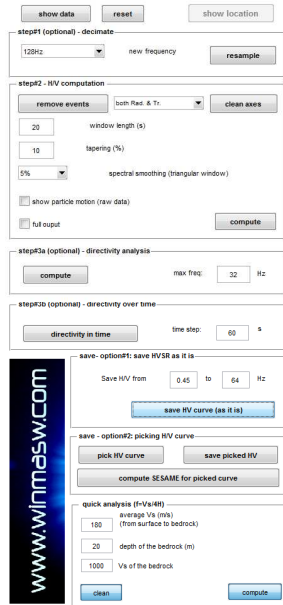 show data reset show location
step#1 (optional) - decimate
128Hz new frequency resample
step#2 - H/V computation
remove events both Rad. & Tr. clean axes
20 window length (s)
10 tapering (%)
5% spectral smoothing (triangular window)
show particle motion (raw data)
full ouput compute
step#3a (optional) - directivity analysis
compute max freq: 32 Hz
step#3b (optional) - directivity over time
directivity in time time step: 60 s
save- option#1: save HVSR as it is
Save H/V from 0.45 to 64 Hz
save HV curve (as it is)
save - option#2: picking H/V curve
pick HV curve save picked HV
compute SESAME for picked curve
quick analysis (f=Vs/4H)
average Vs (m/s)
180 (from surface to bedrock)
20 depth of the bedrock (m)
1000 Vs of the bedrock
clean compute
www.winmasw.com